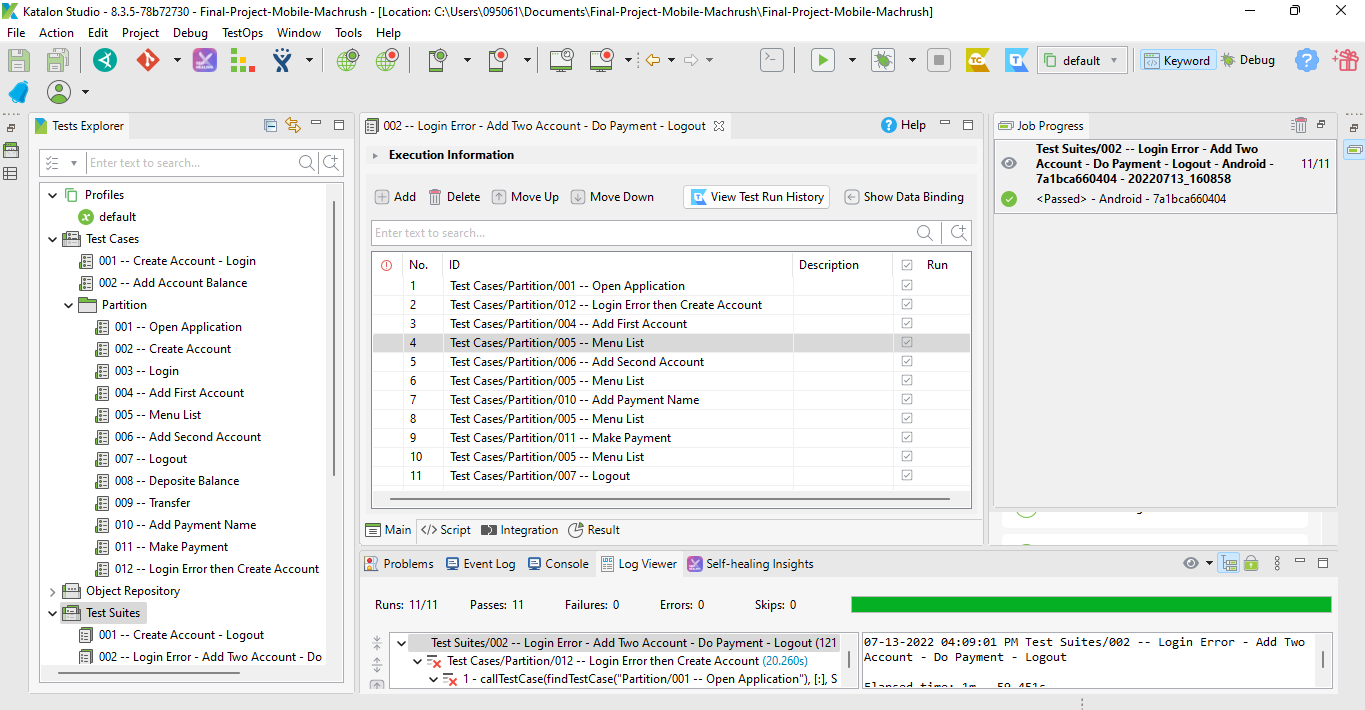 Katalon Studio - 8.3.5-78b72730 - Final-Project-Mobile-Machrush - [Location: C:\Users\095061\Documents\Final-Project-Mobile-Machrush\Final-Project-Mobile-Machrush]
File Action Edit Project Debug TestOps Window Tools Help
default Keyword Debug
Tests Explorer
Enter text to search...
Profiles
default
Test Cases
001 -- Create Account - Login
002 -- Add Account Balance
Partition
001 -- Open Application
002 -- Create Account
003 -- Login
004 -- Add First Account
005 -- Menu List
006 -- Add Second Account
007 -- Logout
008 -- Deposite Balance
009 -- Transfer
010 -- Add Payment Name
011 -- Make Payment
012 -- Login Error then Create Account
Object Repository
Test Suites
001 -- Create Account - Logout
002 -- Login Error - Add Two Account - Do
002 -- Login Error - Add Two Account - Do Payment - Logout
Help
Execution Information
Add Delete Move Up Move Down View Test Run History Show Data Binding
Enter text to search...
No. ID Description Run
1 Test Cases/Partition/001 -- Open Application
2 Test Cases/Partition/012 -- Login Error then Create Account
3 Test Cases/Partition/004 -- Add First Account
4 Test Cases/Partition/005 -- Menu List
5 Test Cases/Partition/006 -- Add Second Account
6 Test Cases/Partition/005 -- Menu List
7 Test Cases/Partition/010 -- Add Payment Name
8 Test Cases/Partition/005 -- Menu List
9 Test Cases/Partition/011 -- Make Payment
10 Test Cases/Partition/005 -- Menu List
11 Test Cases/Partition/007 -- Logout
Main </> Script Integration Result
Job Progress
Test Suites/002 -- Login Error - Add Two
Account - Do Payment - Logout - Android -
7a1bca660404 - 20220713_160858
11/11
<Passed> - Android - 7a1bca660404
Problems Event Log Console Log Viewer Self-healing Insights
Runs: 11/11 Passes: 11 Failures: 0 Errors: 0 Skips: 0
Test Suites/002 -- Login Error - Add Two Account - Do Payment - Logout (121
Test Cases/Partition/012 -- Login Error then Create Account (20.260s)
1 - callTestCase(findTestCase("Partition/001 -- Open Application"), [:], S
07-13-2022 04:09:01 PM Test Suites/002 -- Login Error - Add Two
Account - Do Payment - Logout
Elapsed time: 1m - 59.451s